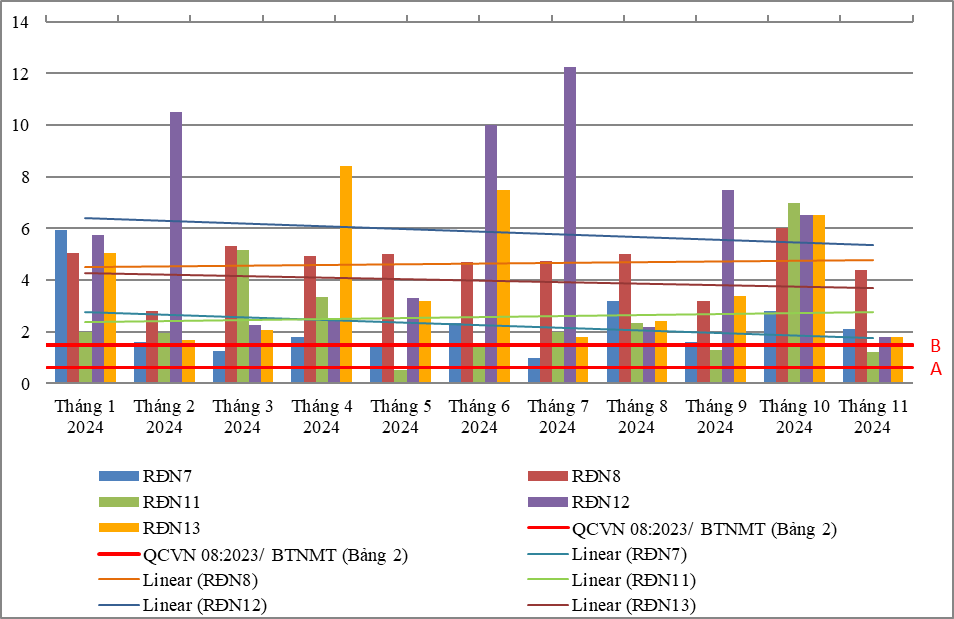 14
12
10
8
6
4
2
0
B
A
Tháng 1 2024
Tháng 2 2024
Tháng 3 2024
Tháng 4 2024
Tháng 5 2024
Tháng 6 2024
Tháng 7 2024
Tháng 8 2024
Tháng 9 2024
Tháng 10 2024
Tháng 11 2024
RĐN7
RĐN8
RĐN11
RĐN12
RĐN13
QCVN 08:2023/ BTNMT (Bảng 2)
QCVN 08:2023/ BTNMT (Bảng 2)
Linear (RĐN7)
Linear (RĐN8)
Linear (RĐN11)
Linear (RĐN12)
Linear (RĐN13)